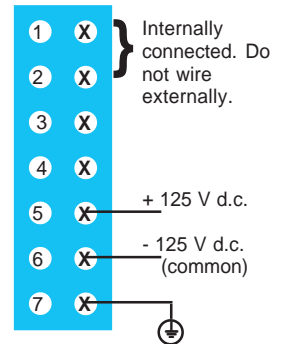 1 X
2 X
Internally
connected. Do
not wire
externally.
3 X
4 X
5 X + 125 V d.c.
6 X - 125 V d.c.
(common)
7 X